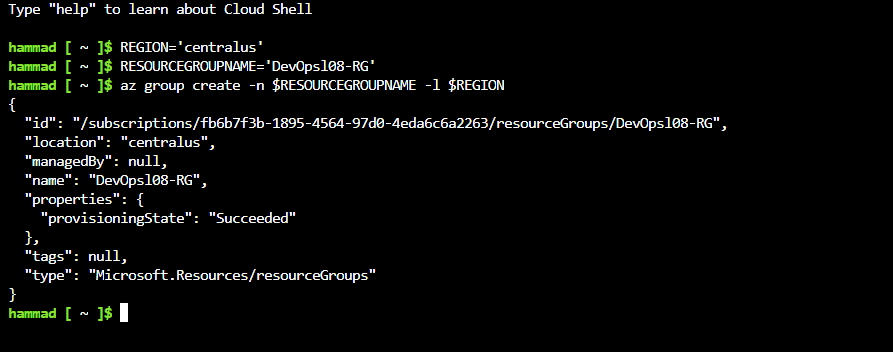 Type "help" to learn about Cloud Shell
hammad [ ~ ]$ REGION='centralus'
hammad [ ~ ]$ RESOURCEGROUPNAME='DevOpsl08-RG'
hammad [ ~ ]$ az group create -n $RESOURCEGROUPNAME -l $REGION
{
  "id": "/subscriptions/fb6b7f3b-1895-4564-97d0-4eda6c6a2263/resourceGroups/DevOpsl08-RG",
  "location": "centralus",
  "managedBy": null,
  "name": "DevOpsl08-RG",
  "properties": {
    "provisioningState": "Succeeded"
  },
  "tags": null,
  "type": "Microsoft.Resources/resourceGroups"
}
hammad [ ~ ]$